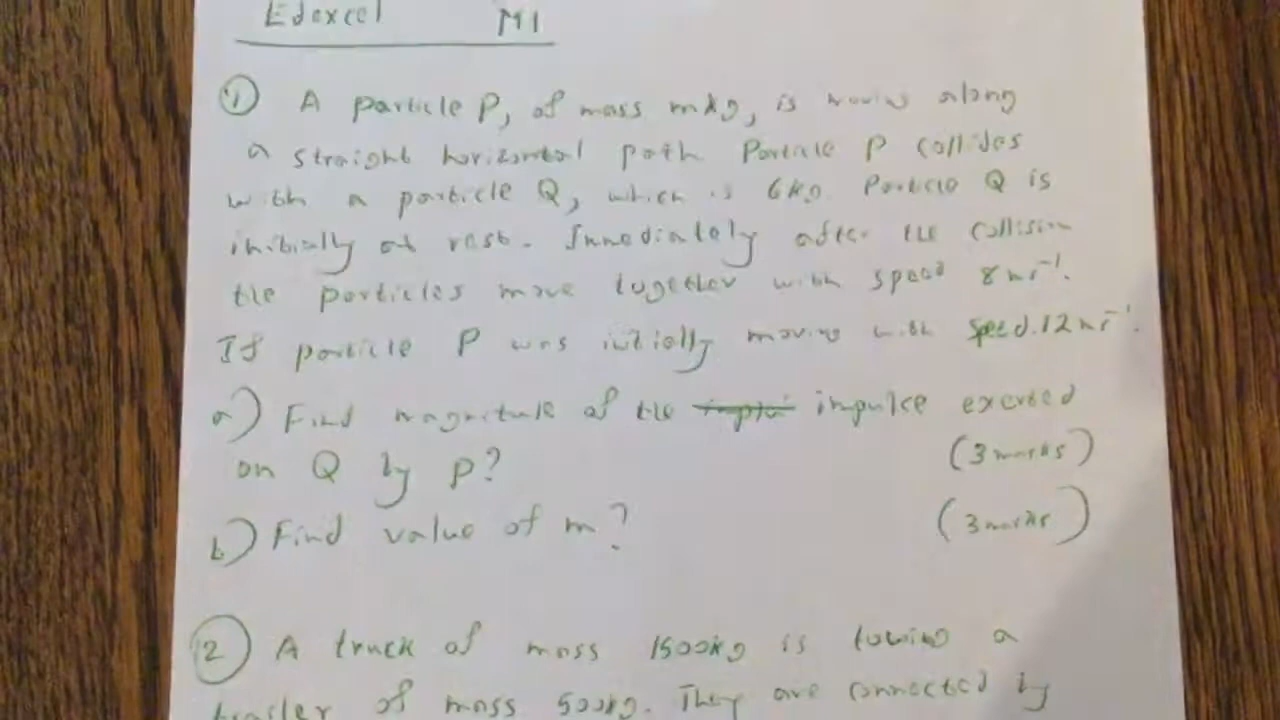 Edexcel M1
① A particle P, of mass mkg, is moving along
a straight horizontal path Particle P collides
with a particle Q, which is 6kg. Particle Q is
initially at rest. Immediately after the collision
the particles move together with speed 8ms⁻¹.
If particle P was initially moving with speed.12ms⁻¹.
a) Find magnitude of the impulse exerted
on Q by P? (3 marks)
b) Find value of m? (3 marks)
② A truck of mass 1500kg is towing a
trailer of mass 500kg. They are connected by